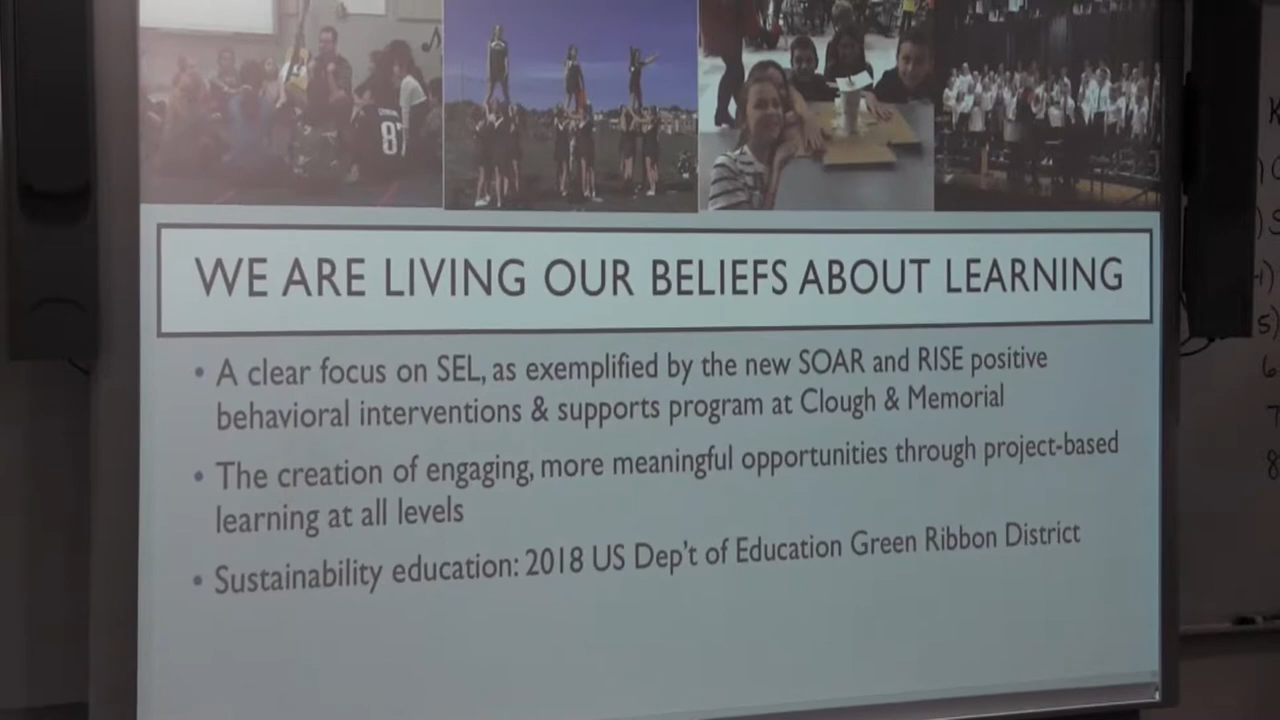 87
WE ARE LIVING OUR BELIEFS ABOUT LEARNING
• A clear focus on SEL, as exemplified by the new SOAR and RISE positive
behavioral interventions & supports program at Clough & Memorial
• The creation of engaging, more meaningful opportunities through project-based
learning at all levels
• Sustainability education: 2018 US Dep't of Education Green Ribbon District
5)